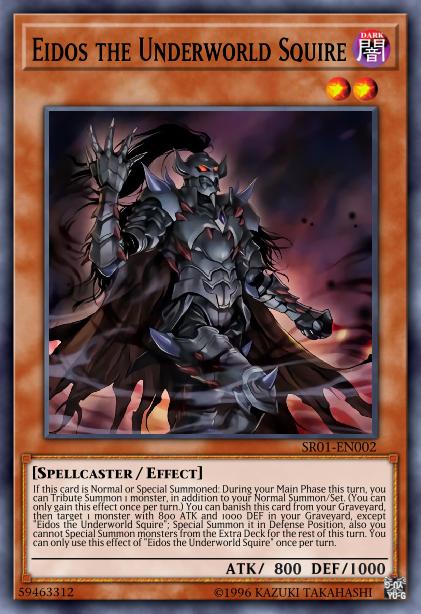 EIDOS THE UNDERWORLD SQUIRE
DARK
闇
SR01-EN002
[SPELLCASTER / EFFECT]
If this card is Normal or Special Summoned: During your Main Phase this turn, you
can Tribute Summon 1 monster, in addition to your Normal Summon/Set. (You can
only gain this effect once per turn.) You can banish this card from your Graveyard,
then target 1 monster with 800 ATK and 1000 DEF in your Graveyard, except
"Eidos the Underworld Squire"; Special Summon it in Defense Position, also you
cannot Special Summon monsters from the Extra Deck for the rest of this turn. You
can only use this effect of "Eidos the Underworld Squire" once per turn.
ATK/ 800 DEF/1000
59463312
©1996 KAZUKI TAKAHASHI